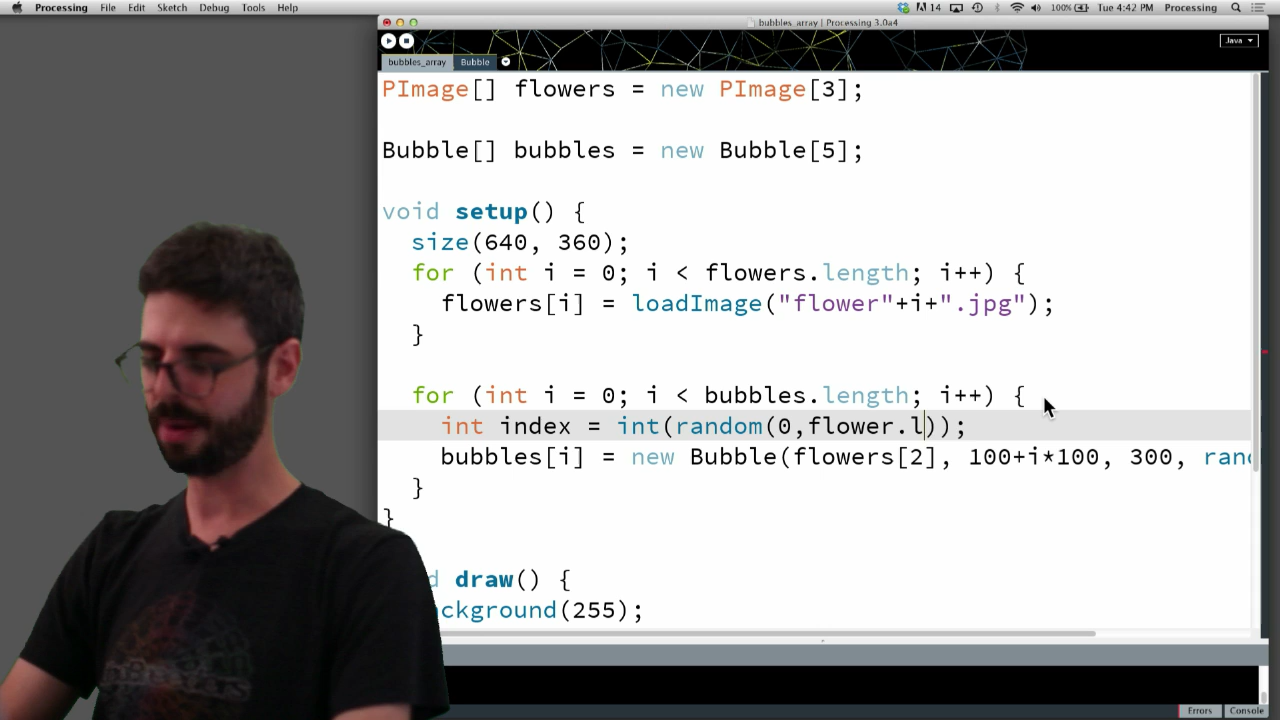 Processing File Edit Sketch Debug Tools Help 14 100% Tue 4:42 PM Processing
bubbles_array | Processing 3.0a4
Java
bubbles_array Bubble
PImage[] flowers = new PImage[3];
Bubble[] bubbles = new Bubble[5];
void setup() {
size(640, 360);
for (int i = 0; i < flowers.length; i++) {
flowers[i] = loadImage("flower"+i+".jpg");
}
for (int i = 0; i < bubbles.length; i++) {
int index = int(random(0,flower.l));
bubbles[i] = new Bubble(flowers[2], 100+i*100, 300, rand
}
}
d draw() {
ackground(255);
Errors Console